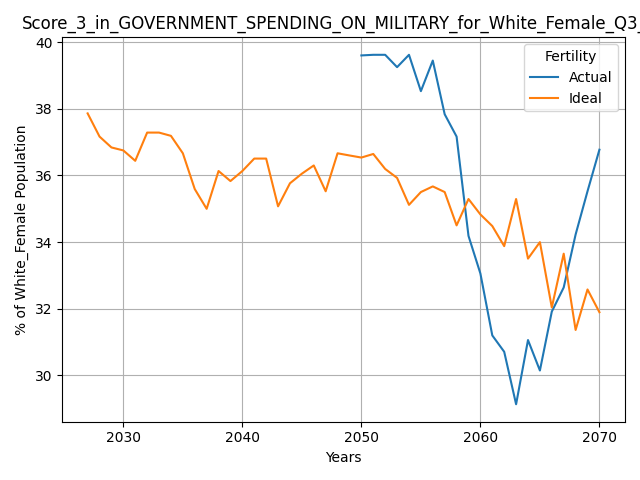 Score_3_in_GOVERNMENT_SPENDING_ON_MILITARY_for_White_Female_Q3_
Fertility
Actual
Ideal
% of White_Female Population
40
38
36
34
32
30
2030
2040
2050
2060
2070
Years